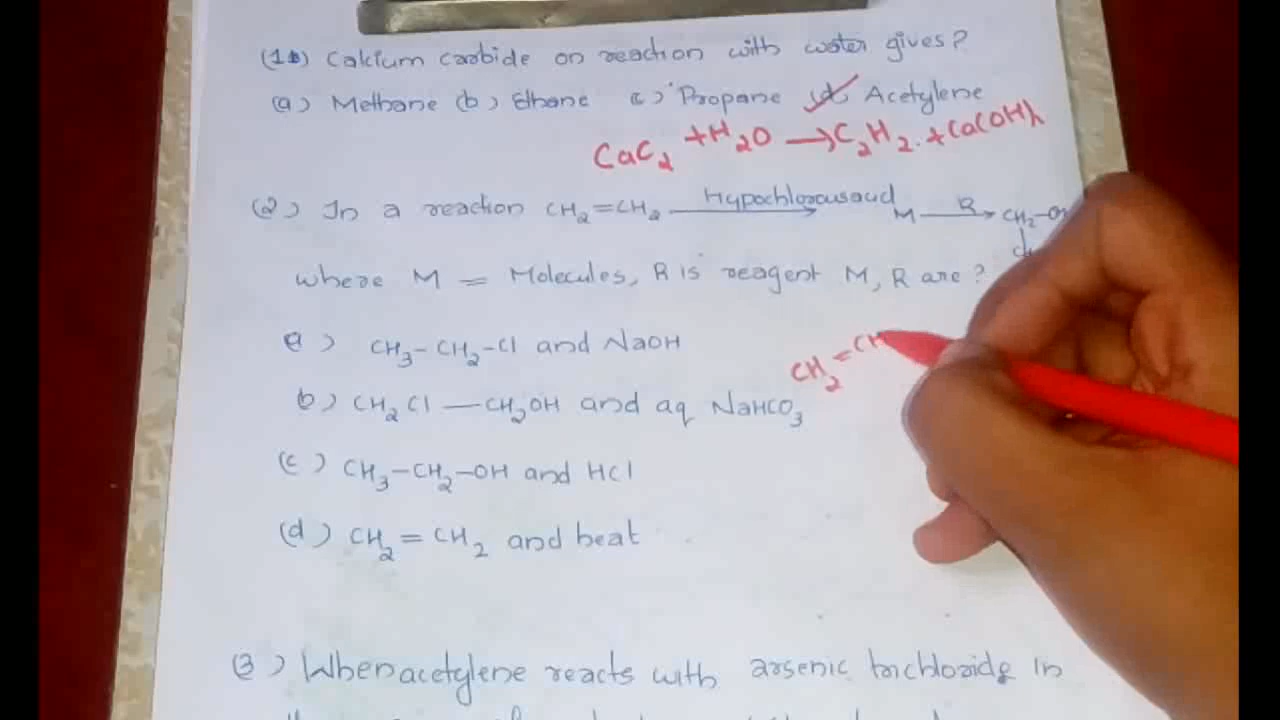 (1) Calcium carbide on reaction with water gives?
(a) Methane (b) Ethane (c) Propane (d) Acetylene
CaC₂ + H₂O → C₂H₂ + Ca(OH)₂
(2) In a reaction CH₂=CH₂ Hypochlorous acid → M R → CH₂-OH
where M = Molecules, R is reagent M, R are?
a) CH₃-CH₂-Cl and NaOH
CH₂=CH
b) CH₂Cl—CH₂OH and aq NaHCO₃
(c) CH₃-CH₂-OH and HCl
(d) CH₂=CH₂ and heat
(3) When acetylene reacts with arsenic trichloride in